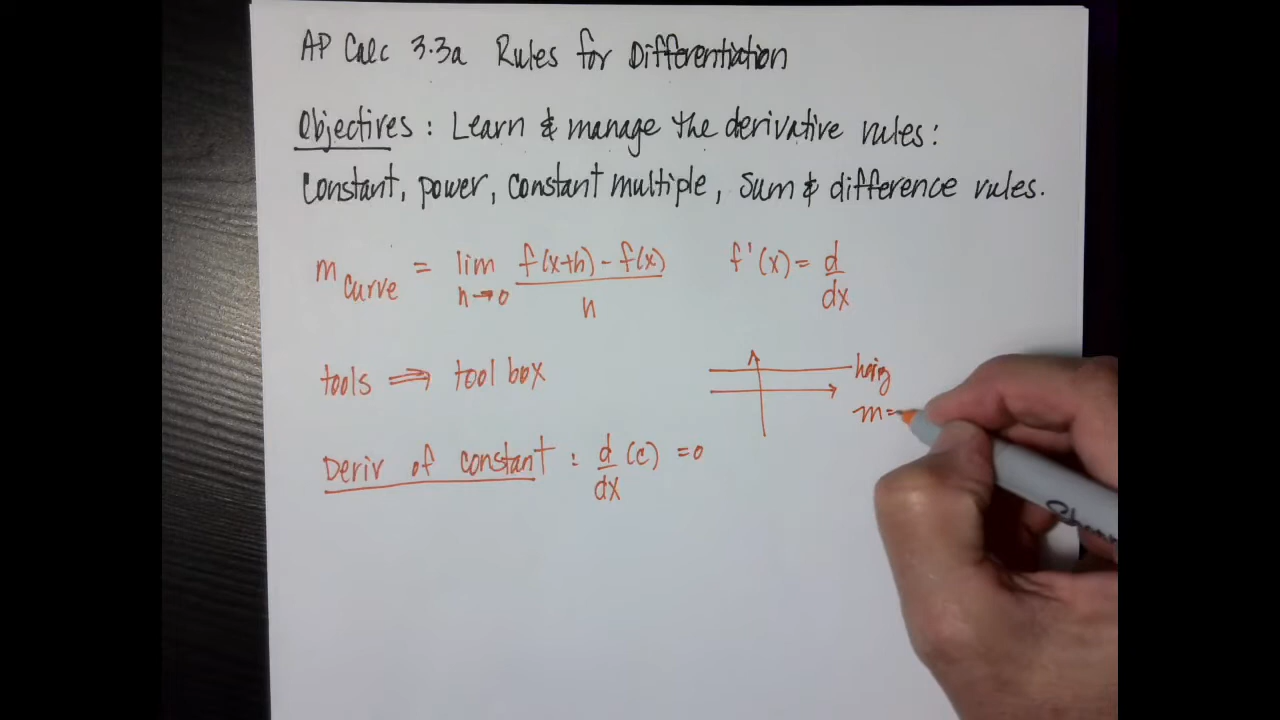 AP Calc 3.3a Rules for Differentiation
Objectives : Learn & manage the derivative rules :
Constant, power, constant multiple, sum & difference rules.
m curve = lim h→0 f(x+h) - f(x) / h
f'(x) = d/dx
tools ⟹ tool box
horiz
m=
Deriv of constant : d/dx (c) = 0